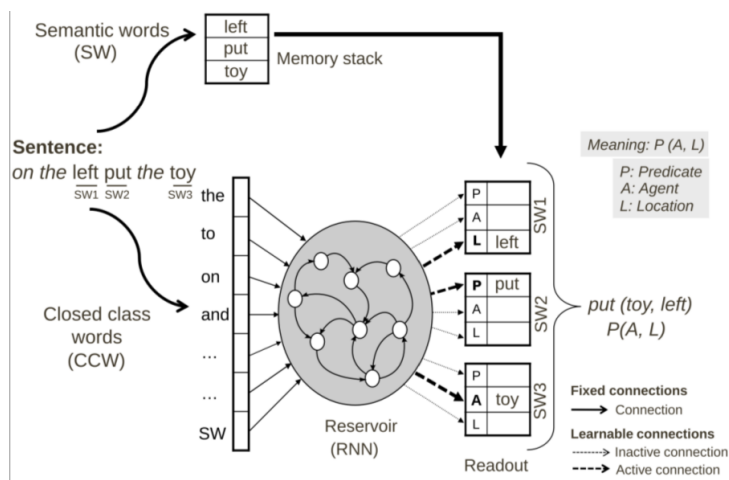 Semantic words
(SW)
left
put
toy
Memory stack
Sentence:
on the left put the toy
SW1 SW2 SW3
Closed class
words
(CCW)
the
to
on
and
...
...
SW
Reservoir
(RNN)
P
A
L left
SW1
P put
A
L
SW2
P
A toy
L
SW3
Readout
Meaning: P (A, L)
P: Predicate
A: Agent
L: Location
put (toy, left)
P(A, L)
Fixed connections
Connection
Learnable connections
Inactive connection
Active connection